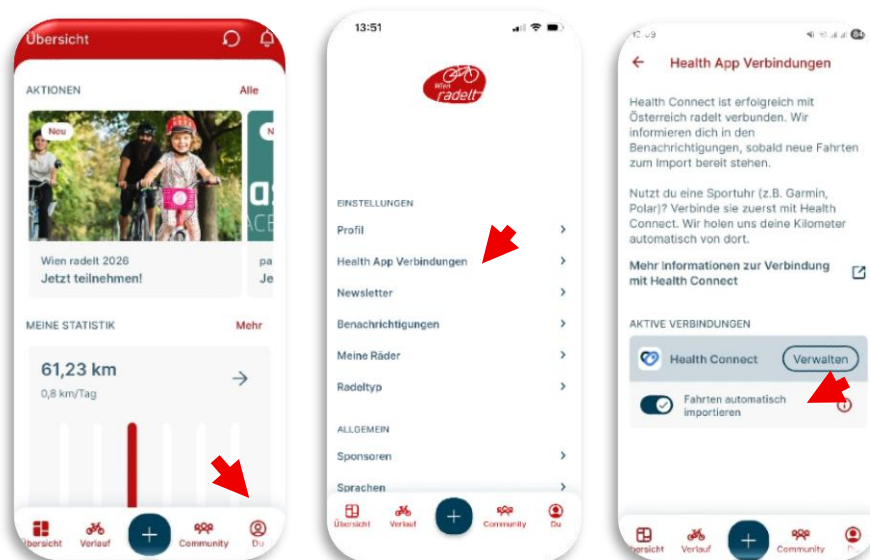 Übersicht
AKTIONEN
Alle
Neu
N
Wien radelt 2026
Jetzt teilnehmen!
pa
Je
MEINE STATISTIK
Mehr
61,23 km
0,8 km/Tag
Übersicht
Verlauf
+
Community
Du
13:51
Wien
radelt
EINSTELLUNGEN
Profil
Health App Verbindungen
Newsletter
Benachrichtigungen
Meine Räder
Radeltyp
ALLGEMEIN
Sponsoren
Sprachen
Übersicht
Verlauf
+
Community
Du
84
Health App Verbindungen
Health Connect ist erfolgreich mit
Österreich radelt verbunden. Wir
informieren dich in den
Benachrichtigungen, sobald neue Fahrten
zum Import bereit stehen.
Nutzt du eine Sportuhr (z.B. Garmin,
Polar)? Verbinde sie zuerst mit Health
Connect. Wir holen uns deine Kilometer
automatisch von dort.
Mehr Informationen zur Verbindung
mit Health Connect
AKTIVE VERBINDUNGEN
Health Connect
Verwalten
Fahrten automatisch
importieren
Verlauf
+
Community